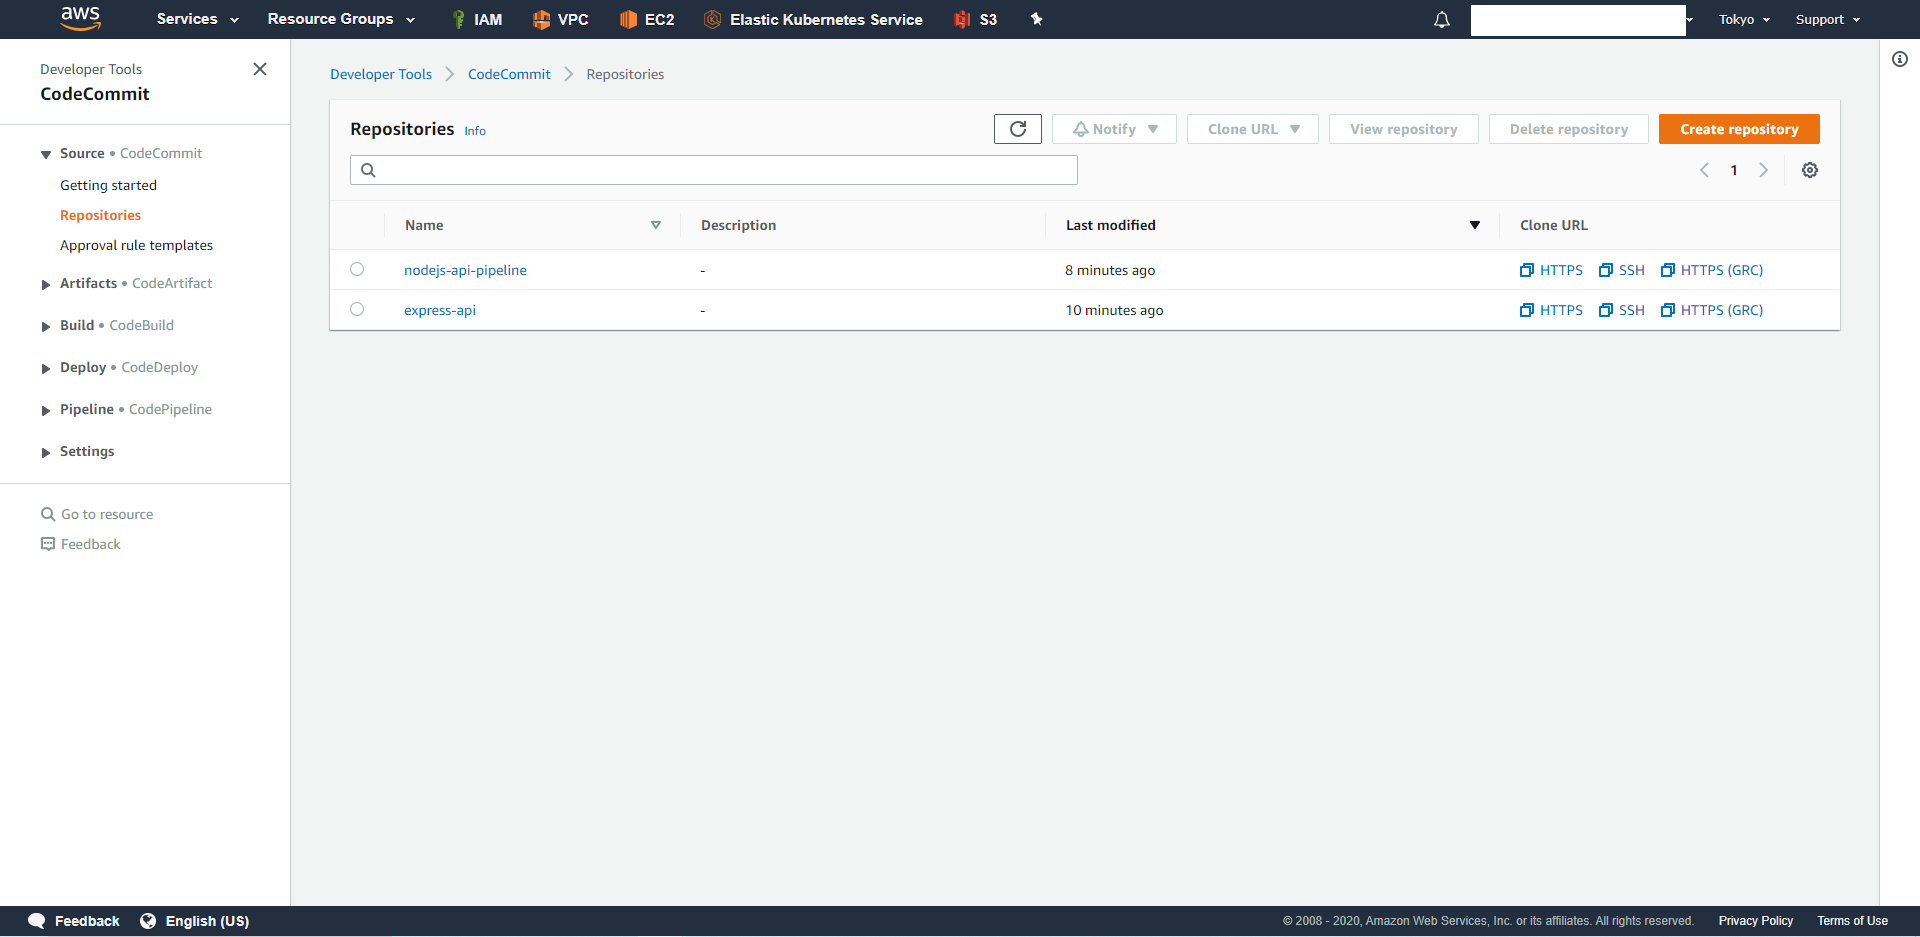 aws Services Resource Groups IAM VPC EC2 Elastic Kubernetes Service S3 Tokyo Support
Developer Tools
CodeCommit
Source • CodeCommit
Getting started
Repositories
Approval rule templates
Artifacts • CodeArtifact
Build • CodeBuild
Deploy • CodeDeploy
Pipeline • CodePipeline
Settings
Go to resource
Feedback
Developer Tools CodeCommit Repositories
Repositories Info Notify Clone URL View repository Delete repository Create repository
1
Name Description Last modified Clone URL
nodejs-api-pipeline - 8 minutes ago HTTPS SSH HTTPS (GRC)
express-api - 10 minutes ago HTTPS SSH HTTPS (GRC)
Feedback English (US) © 2008 - 2020, Amazon Web Services, Inc. or its affiliates. All rights reserved. Privacy Policy Terms of Use